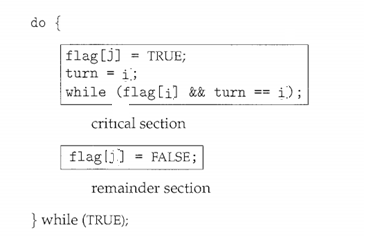 do {
flag[j] = TRUE;
turn = i;
while (flag[i] && turn == i);
critical section
flag[j] = FALSE;
remainder section
} while (TRUE);